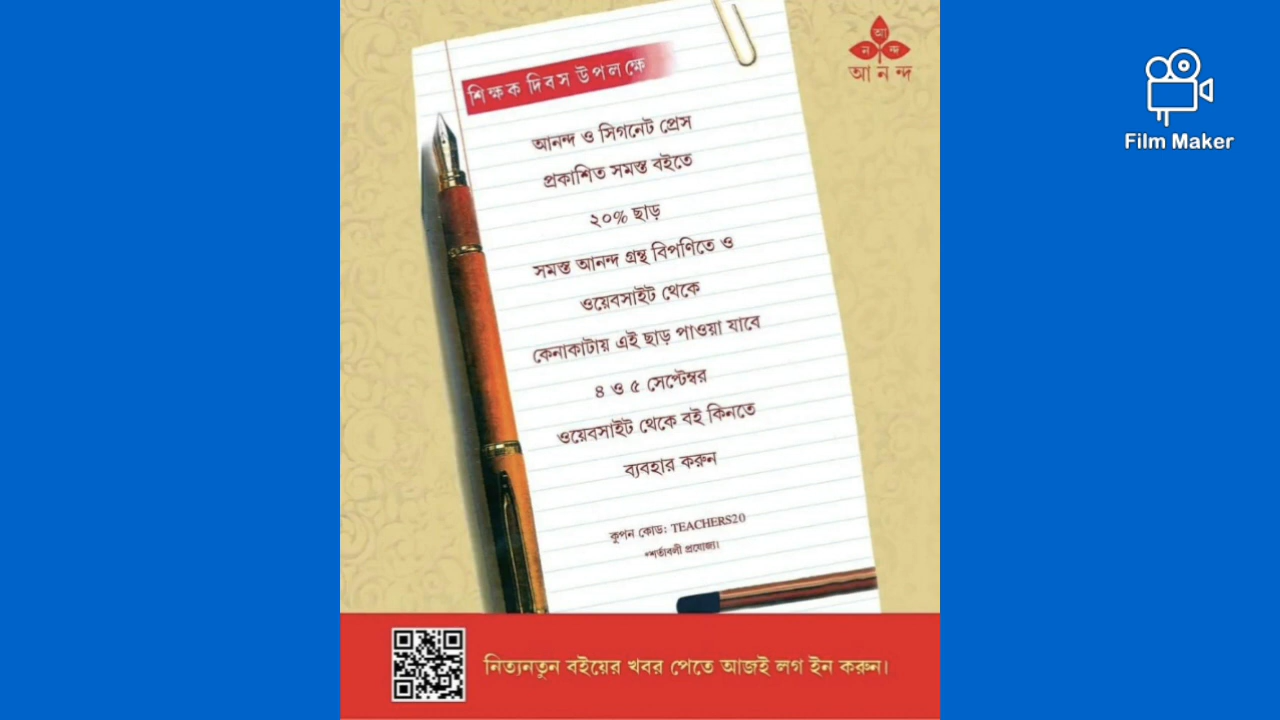 শিক্ষক দিবস উপলক্ষে
আনন্দ ও সিগনেট প্রেস
প্রকাশিত সমস্ত বইতে
২০% ছাড়
সমস্ত আনন্দ গ্রন্থ বিপণিতে ও
ওয়েবসাইট থেকে
কেনাকাটায় এই ছাড় পাওয়া যাবে
৪ ও ৫ সেপ্টেম্বর
ওয়েবসাইট থেকে বই কিনতে
ব্যবহার করুন
কুপন কোড: TEACHERS20
*শর্তাবলী প্রযোজ্য।
আ
ন ন্দ
আনন্দ
Film Maker
নিত্যনতুন বইয়ের খবর পেতে আজই লগ ইন করুন।